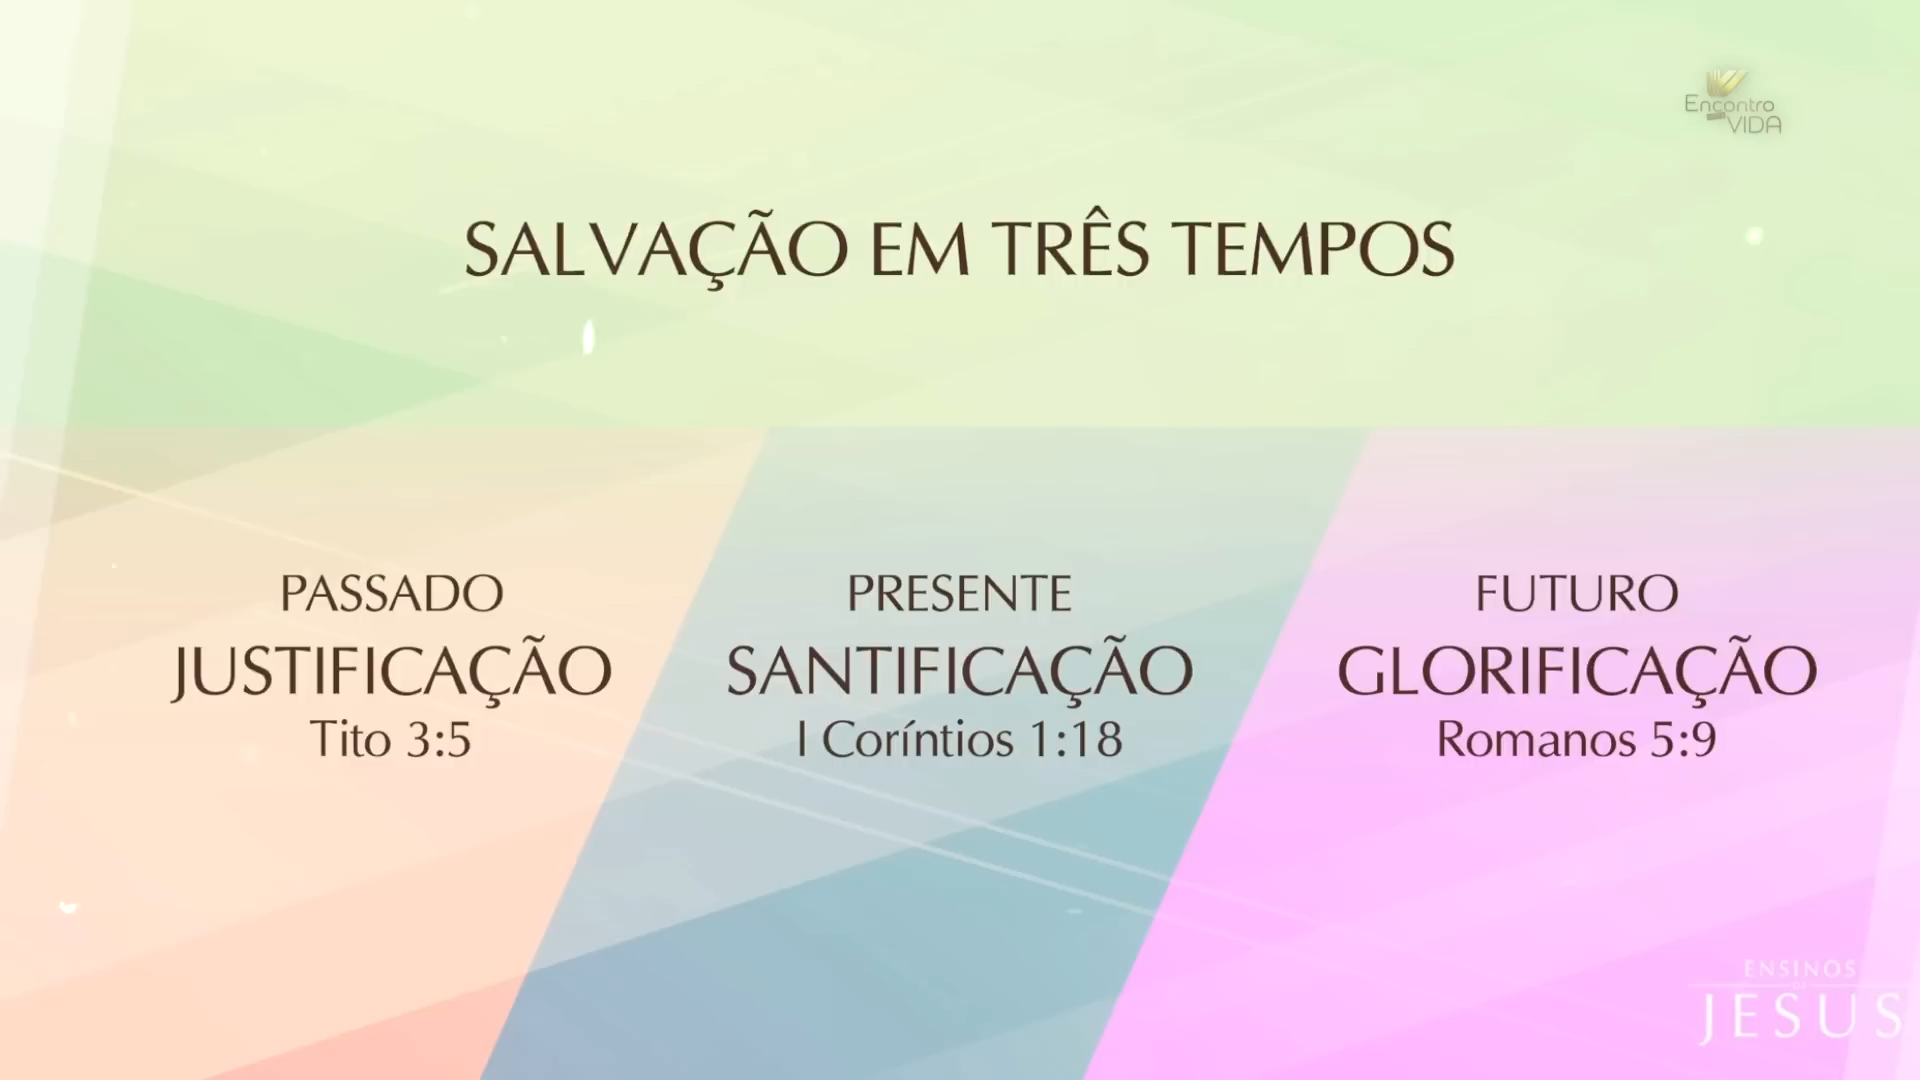 Encontro
VIDA
SALVAÇÃO EM TRÊS TEMPOS
PASSADO
JUSTIFICAÇÃO
Tito 3:5
PRESENTE
SANTIFICAÇÃO
I Coríntios 1:18
FUTURO
GLORIFICAÇÃO
Romanos 5:9
ENSINOS
DE
JESUS